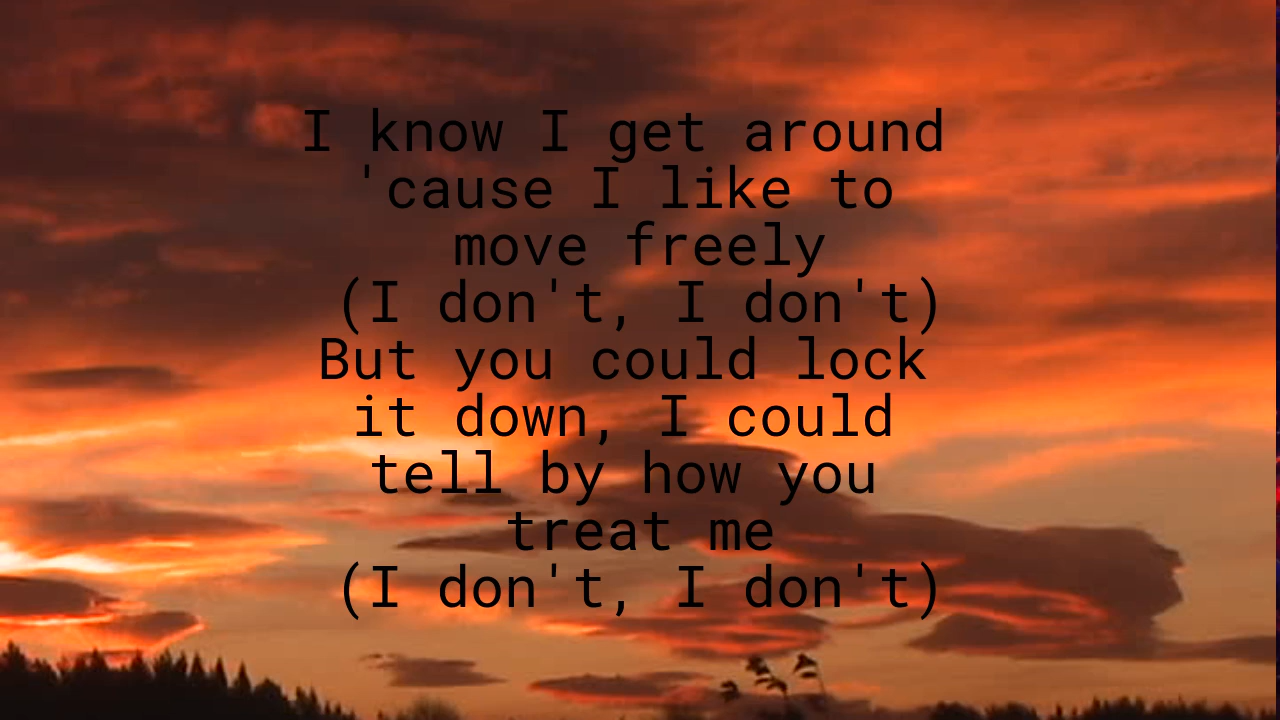 I know I get around
'cause I like to
move freely
(I don't, I don't)
But you could lock
it down, I could
tell by how you
treat me
(I don't, I don't)